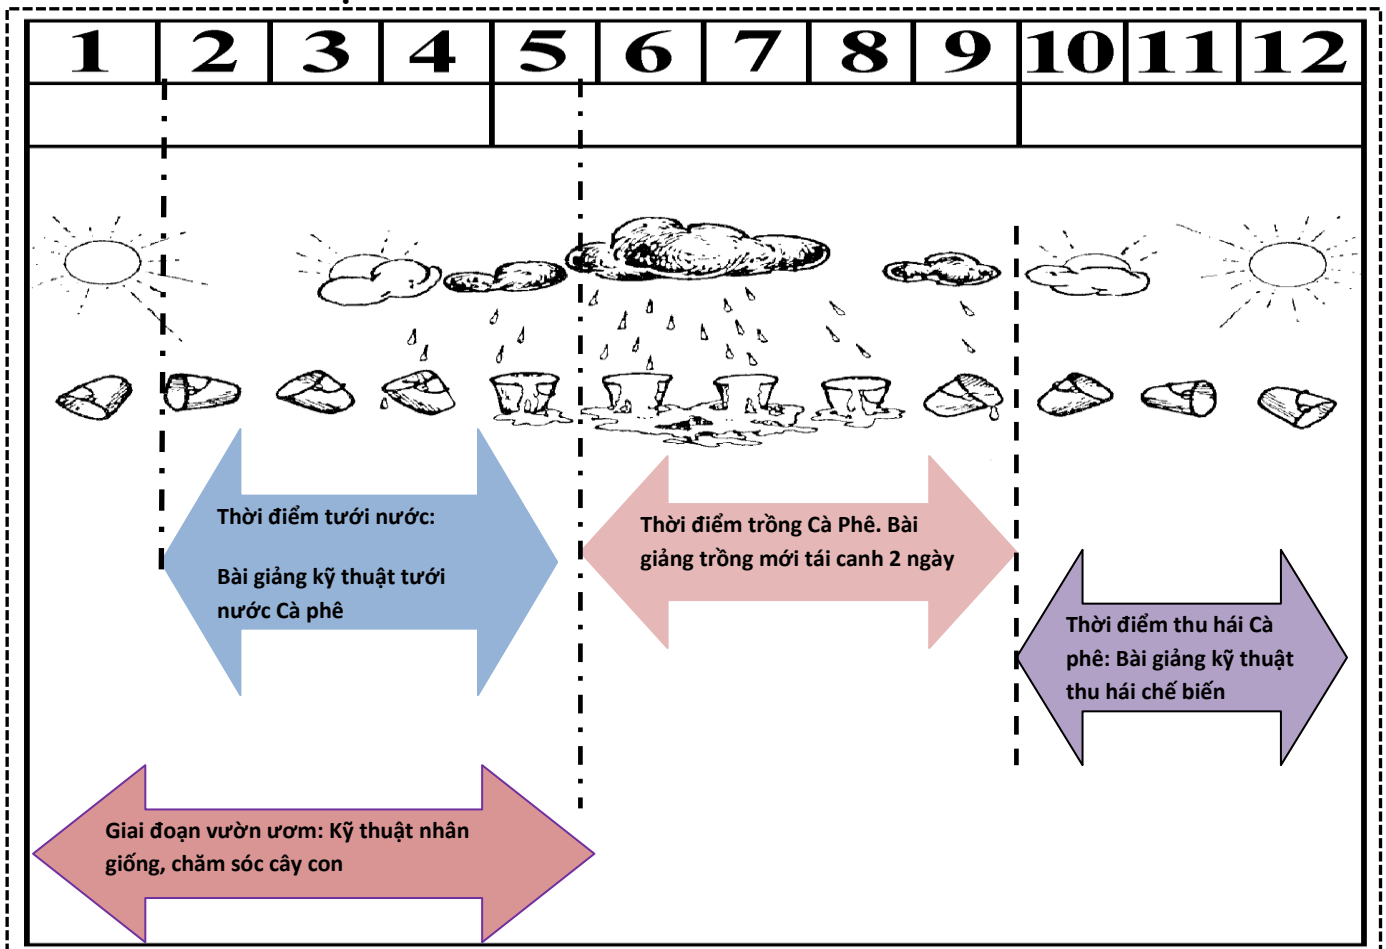 1 2 3 4 5 6 7 8 9 10 11 12
Thời điểm tưới nước:
Bài giảng kỹ thuật tưới
nước Cà phê
Thời điểm trồng Cà Phê. Bài
giảng trồng mới tái canh 2 ngày
Thời điểm thu hái Cà
phê: Bài giảng kỹ thuật
thu hái chế biến
Giai đoạn vườn ươm: Kỹ thuật nhân
giống, chăm sóc cây con